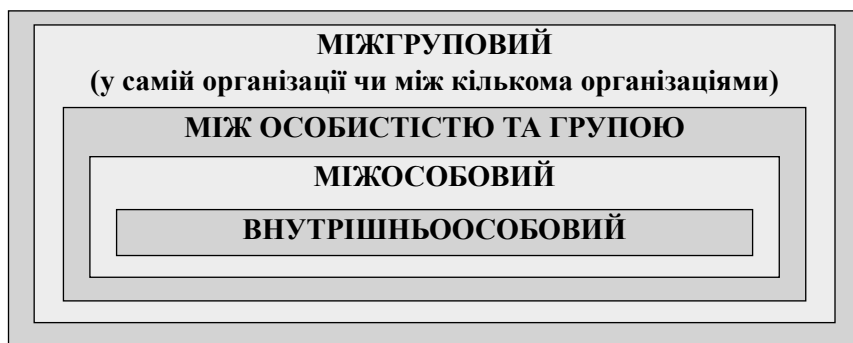 МІЖГРУПОВИЙ
(у самій організації чи між кількома організаціями)
МІЖ ОСОБИСТІСТЮ ТА ГРУПОЮ
МІЖОСОБОВИЙ
ВНУТРІШНЬООСОБОВИЙ